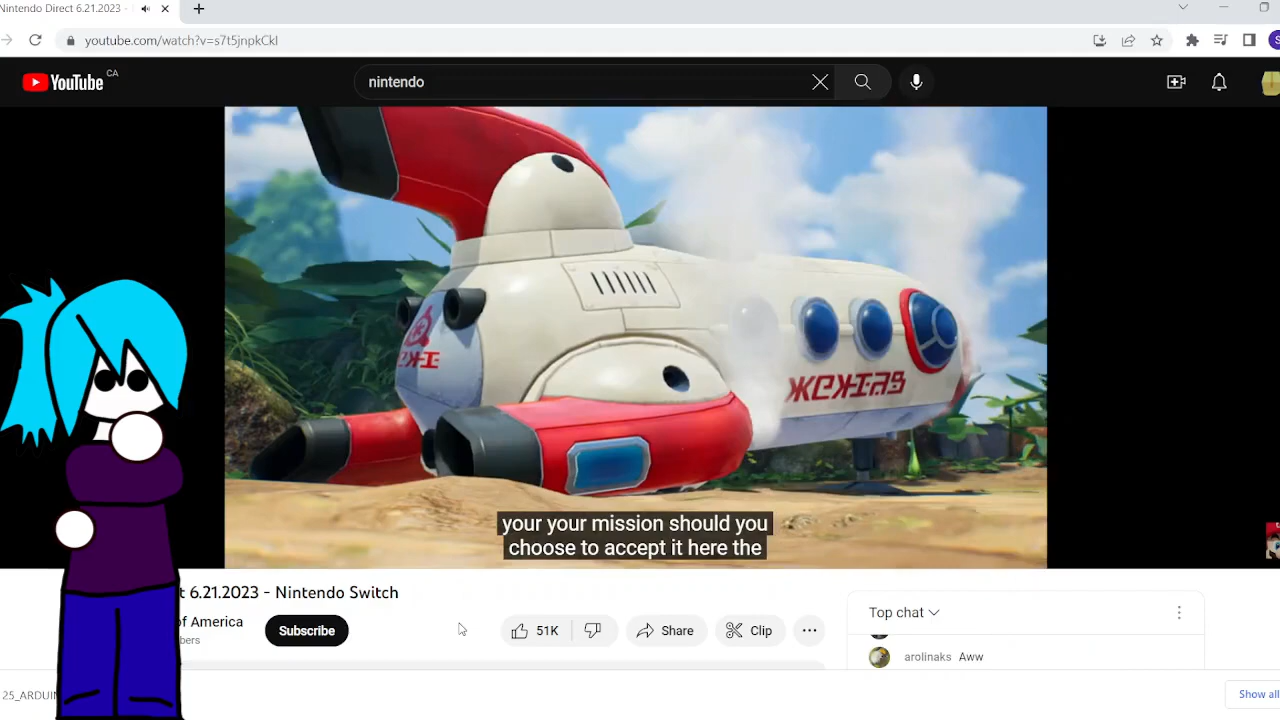 Nintendo Direct 6.21.2023 -
youtube.com/watch?v=s7t5jnpkCkI
YouTube CA
nintendo
your your mission should you
choose to accept it here the
t 6.21.2023 - Nintendo Switch
of America
bers
Subscribe
51K
Share
Clip
Top chat
arolinaks Aww
25_ARDUI
Show all